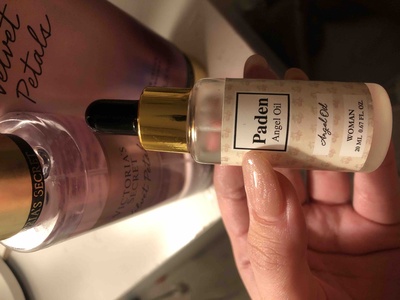 Velvet
Petals
VICTORIA'S
SECRET
Paden
Angel Oil
Angel Oil
WOMAN
20 ML 0.67 FL. OZ.